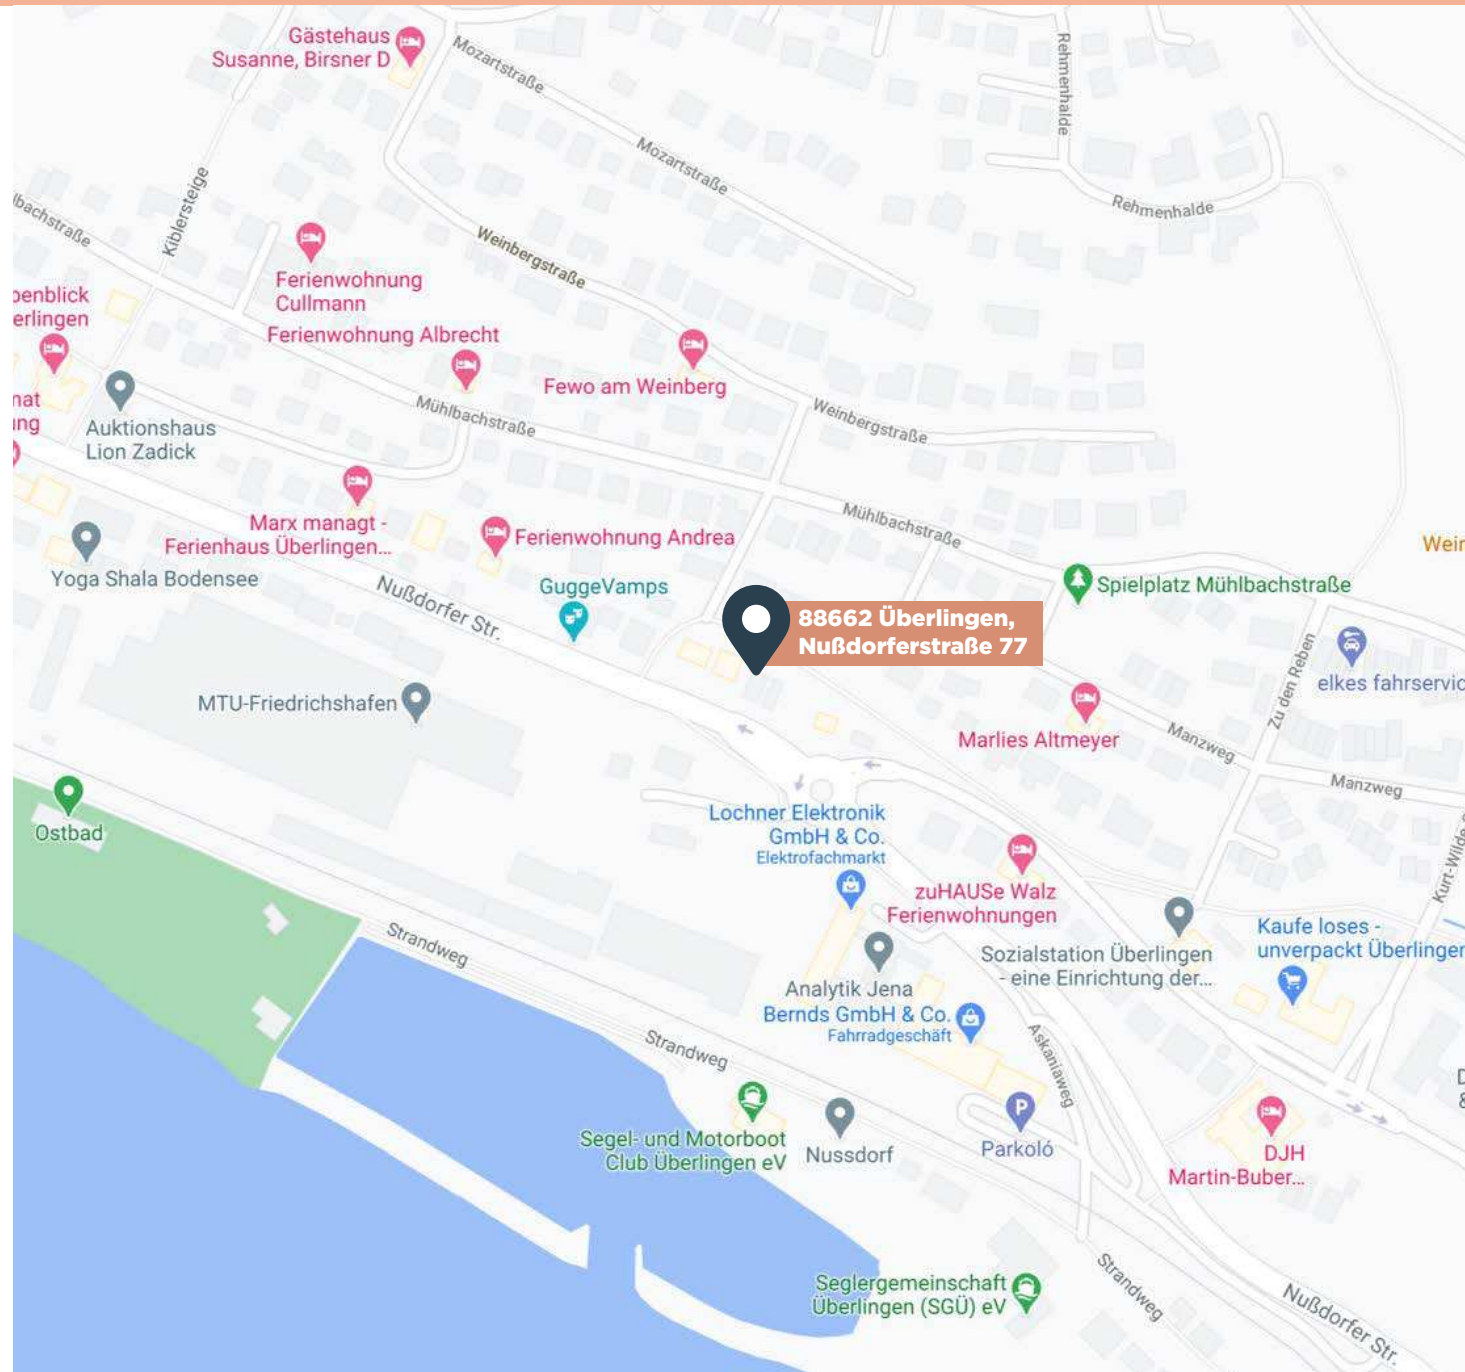 Gästehaus
Susanne, Birsner D
Mozartstraße
Rehmenhalde
Mozartstraße
Kiblersteige
Rehmenhalde
lbachstraße
Weinbergstraße
Ferienwohnung
Cullmann
penblick
erlingen
Ferienwohnung Albrecht
Fewo am Weinberg
nat
ung
Auktionshaus
Lion Zadick
Mühlbachstraße
Weinbergstraße
Marx managt -
Ferienhaus Überlingen...
Ferienwohnung Andrea
Mühlbachstraße
Wein
Yoga Shala Bodensee
Nußdorfer Str.
GuggeVamps
Spielplatz Mühlbachstraße
88662 Überlingen,
Nußdorferstraße 77
Zu den Reben
elkes fahrservic
MTU-Friedrichshafen
Marlies Altmeyer
Manzweg
Manzweg
Ostbad
Lochner Elektronik
GmbH & Co.
Elektrofachmarkt
Kurt-Wilde-
zuHAUSe Walz
Ferienwohnungen
Strandweg
Sozialstation Überlingen
- eine Einrichtung der...
Kaufe loses -
unverpackt Überlingen
Analytik Jena
Bernds GmbH & Co.
Fahrradgeschäft
Strandweg
Askaniaweg
D
&
Segel- und Motorboot
Club Überlingen eV
Nussdorf
P
Parkoló
DJH
Martin-Buber...
Seglergemeinschaft
Überlingen (SGÜ) eV
Strandweg
Nußdorfer Str.